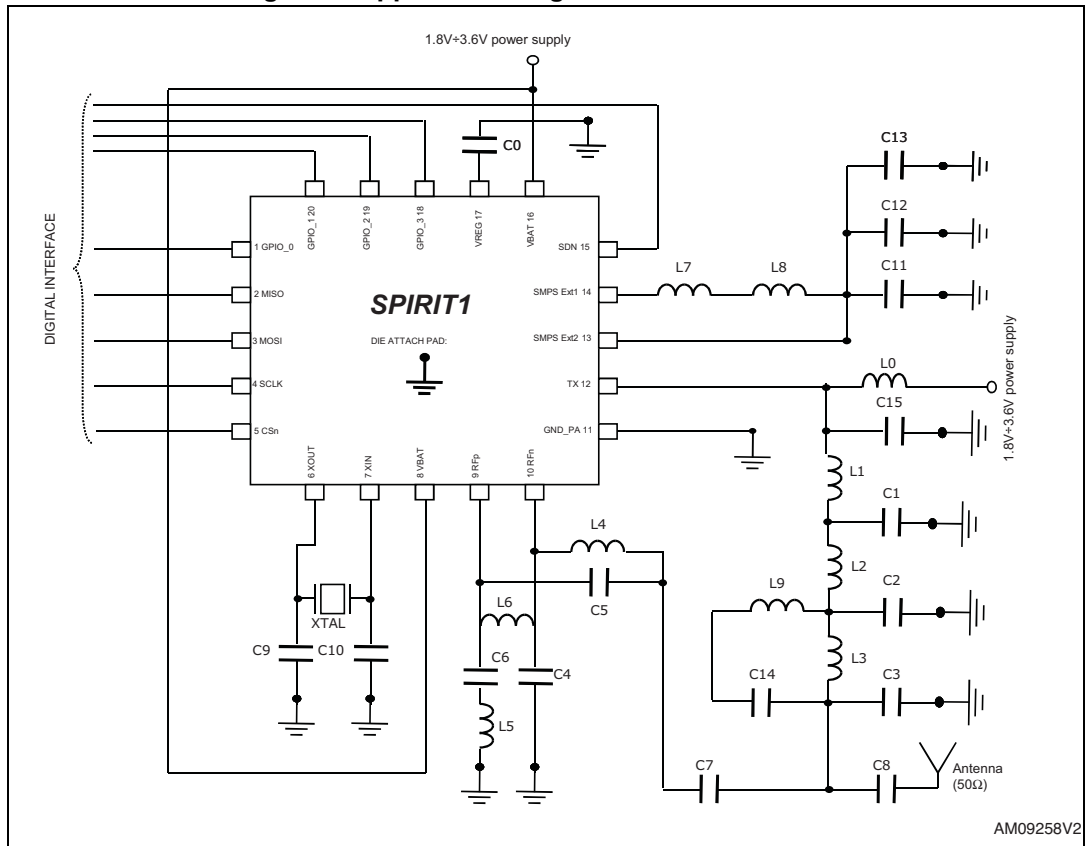 1.8V÷3.6V power supply
C0
C13
C12
C11
DIGITAL INTERFACE
GPIO_1 20
GPIO_2 19
GPIO_3 18
VREG 17
VBAT 16
1 GPIO_0
SDN 15
2 MISO
SPIRIT1
SMPS Ext1 14
L7
L8
3 MOSI
DIE ATTACH PAD:
SMPS Ext2 13
4 SCLK
TX 12
L0
1.8V÷3.6V power supply
C15
5 CSn
GND_PA 11
6 XOUT
7 XIN
8 VBAT
9 RFp
10 RFn
L1
C1
L4
L2
C2
C5
L9
L6
XTAL
C9
C10
C6
C4
L3
C14
C3
L5
C7
C8
Antenna
(50Ω)
AM09258V2